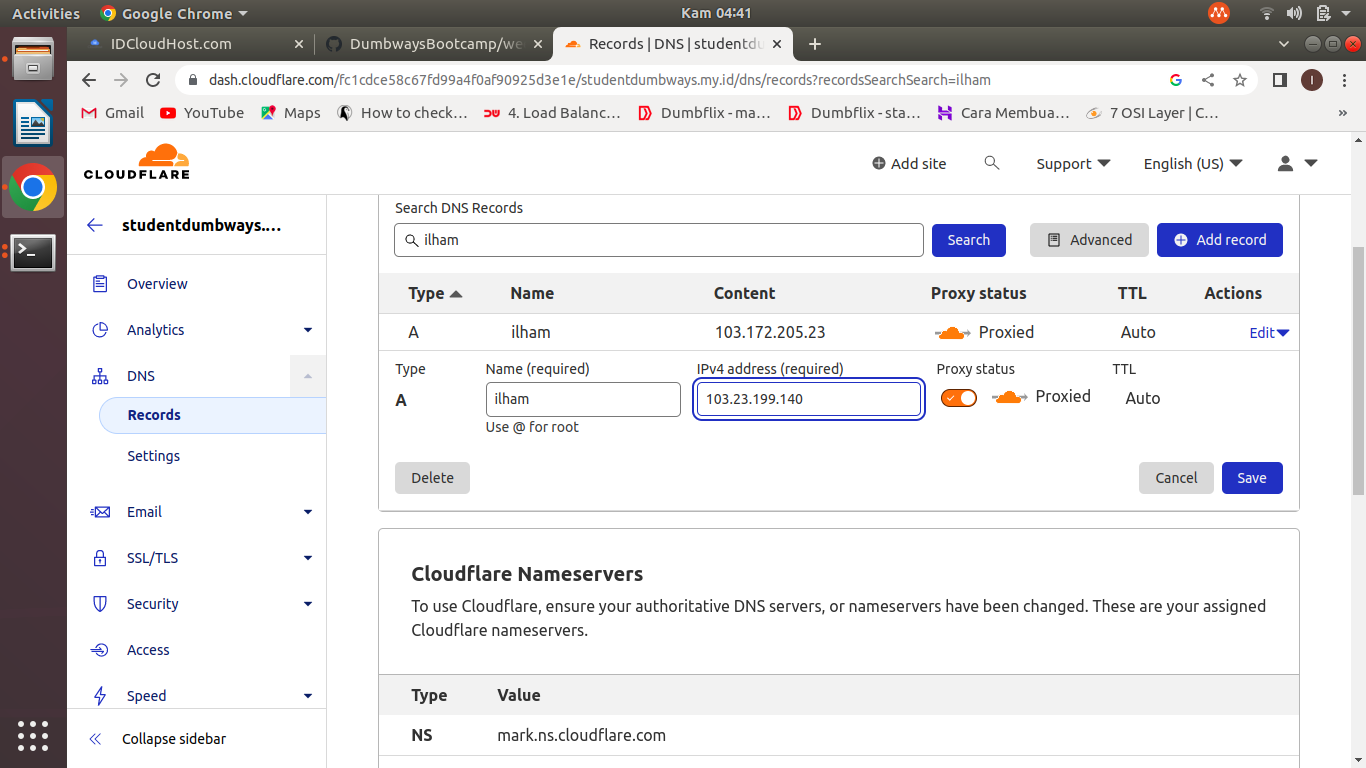 Activities
Google Chrome
Kam 04:41
IDCloudHost.com
DumbwaysBootcamp/we
Records | DNS | studentdu
dash.cloudflare.com/fc1cdce58c67fd99a4f0af90925d3e1e/studentdumbways.my.id/dns/records?recordsSearchSearch=ilham
I
Gmail
YouTube
Maps
How to check…
4. Load Balanc…
Dumbflix - ma…
Dumbflix - sta…
Cara Membua…
7 OSI Layer | C…
»
CLOUDFLARE
Add site
Support
English (US)
studentdumbways.…
Overview
Analytics
DNS
Records
Settings
Email
SSL/TLS
Security
Access
Speed
Collapse sidebar
Search DNS Records
ilham
Search
Advanced
Add record
Type Name Content Proxy status TTL Actions
A ilham 103.172.205.23 Proxied Auto Edit
Type Name (required) IPv4 address (required) Proxy status TTL
A ilham 103.23.199.140 Proxied Auto
Use @ for root
Delete
Cancel
Save
Cloudflare Nameservers
To use Cloudflare, ensure your authoritative DNS servers, or nameservers have been changed. These are your assigned
Cloudflare nameservers.
Type Value
NS mark.ns.cloudflare.com